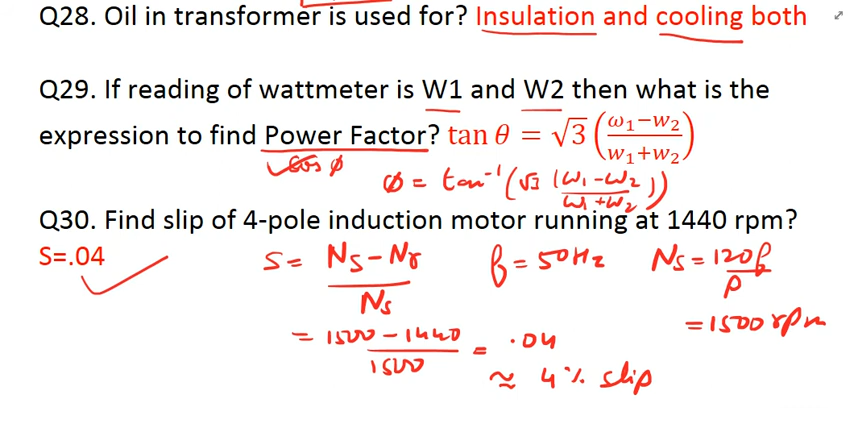 Q28. Oil in transformer is used for? Insulation and cooling both
Q29. If reading of wattmeter is W1 and W2 then what is the
expression to find Power Factor? tan θ = √3 (ω₁−w₂ / w₁+w₂)
cos φ
φ = tan⁻¹(√3 (ω₁−ω₂ / ω₁+ω₂))
Q30. Find slip of 4-pole induction motor running at 1440 rpm?
S=.04
S = Ns − Nr / Ns
f = 50Hz
Ns = 120f / P
= 1500 rpm
= 1500 − 1440 / 1500 = .04
≈ 4% slip